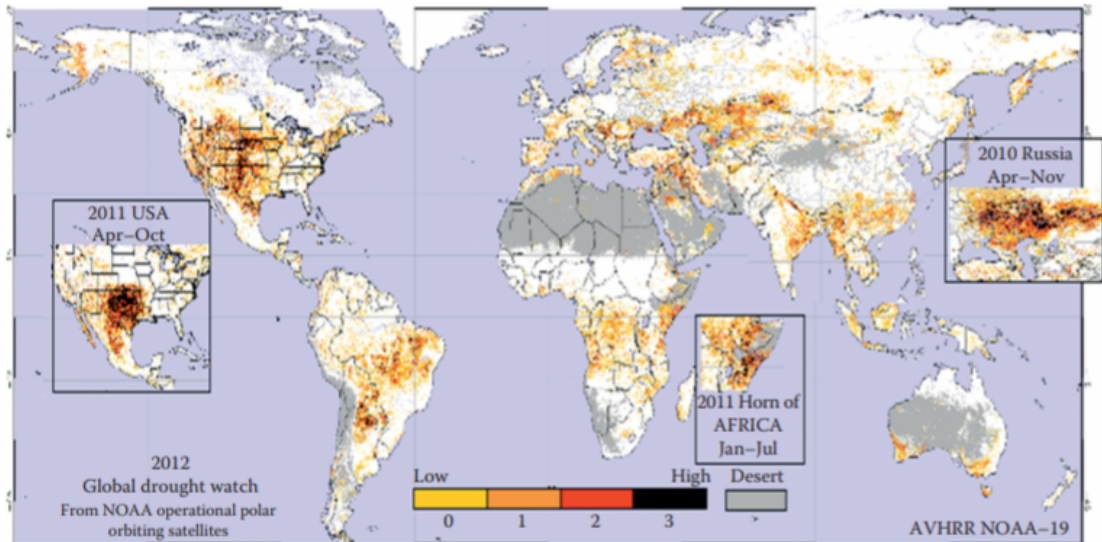 2011 USA
Apr–Oct
2010 Russia
Apr–Nov
2011 Horn of
AFRICA
Jan–Jul
2012
Global drought watch
From NOAA operational polar
orbiting satellites
Low High Desert
0 1 2 3
AVHRR NOAA–19